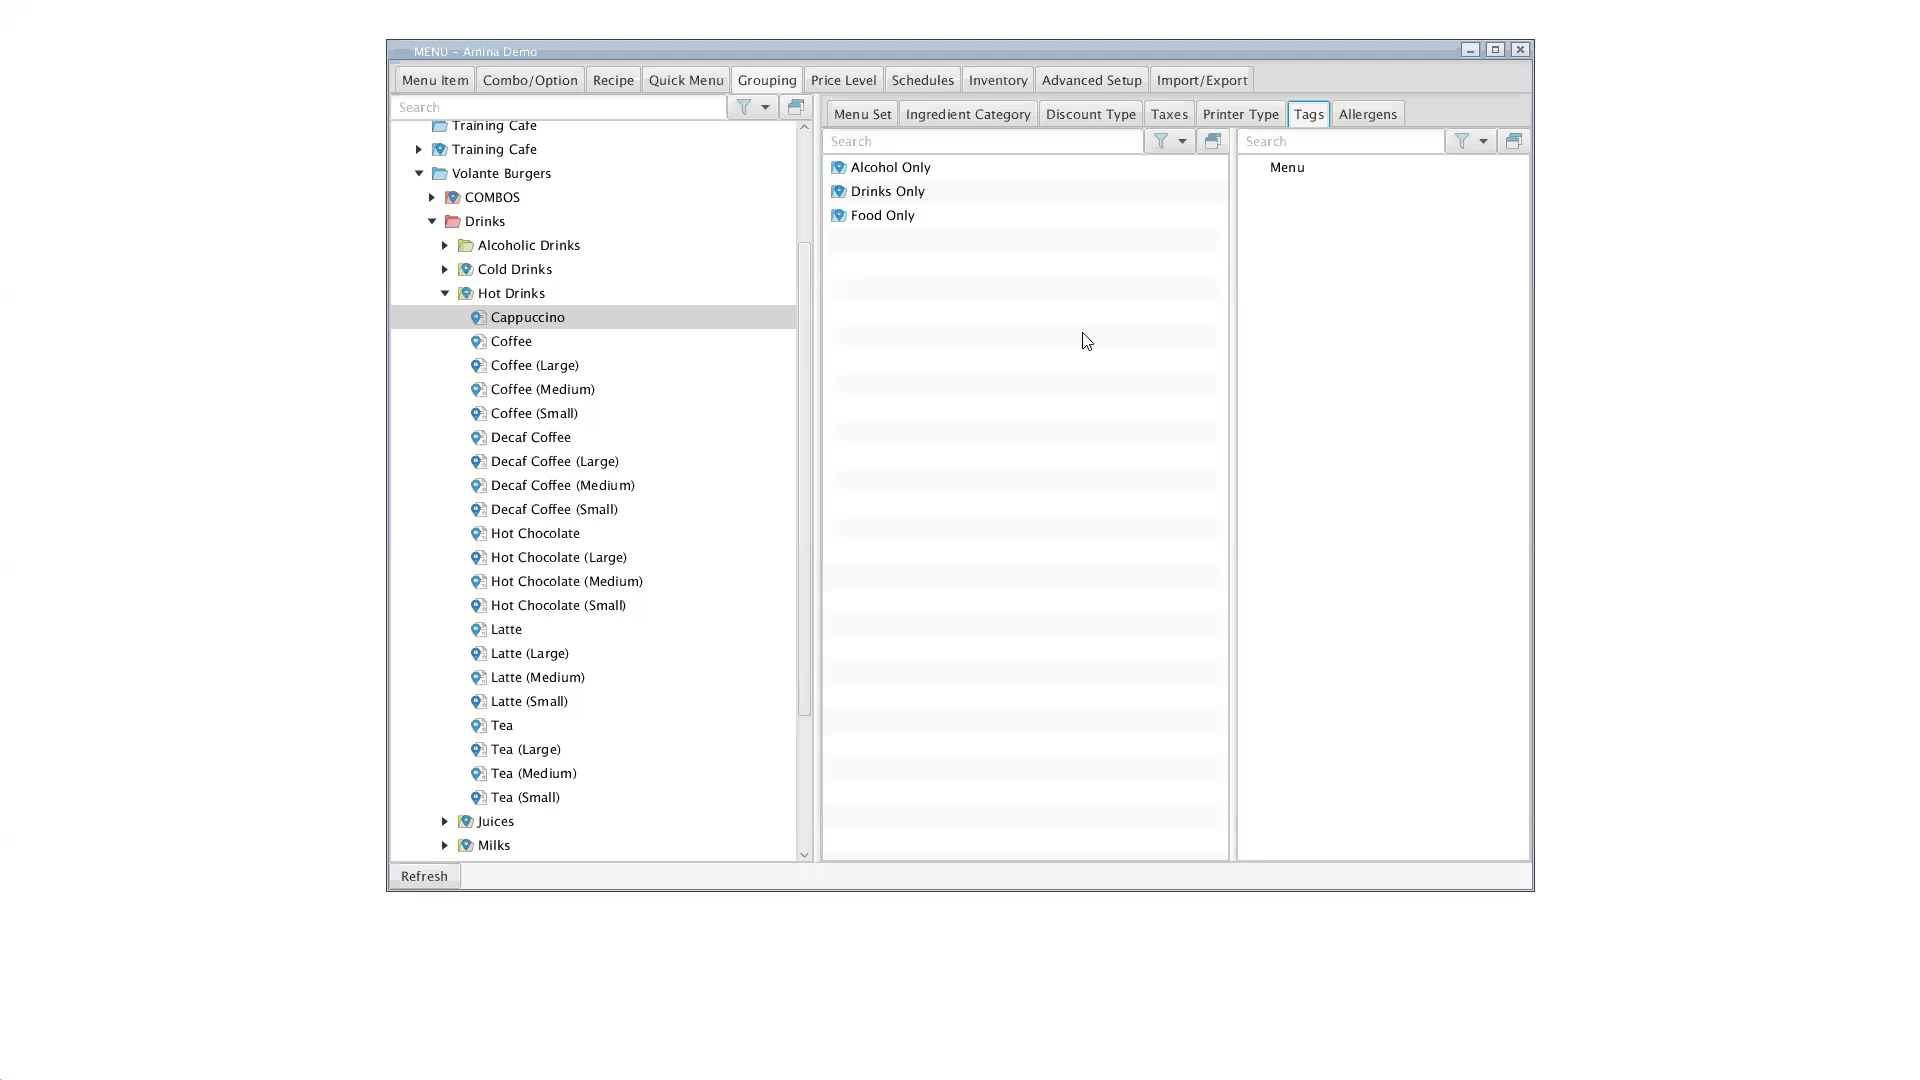 MENU - Amina Demo
Menu Item Combo/Option Recipe Quick Menu Grouping Price Level Schedules Inventory Advanced Setup Import/Export
Search
Training Cafe
Training Cafe
Volante Burgers
COMBOS
Drinks
Alcoholic Drinks
Cold Drinks
Hot Drinks
Cappuccino
Coffee
Coffee (Large)
Coffee (Medium)
Coffee (Small)
Decaf Coffee
Decaf Coffee (Large)
Decaf Coffee (Medium)
Decaf Coffee (Small)
Hot Chocolate
Hot Chocolate (Large)
Hot Chocolate (Medium)
Hot Chocolate (Small)
Latte
Latte (Large)
Latte (Medium)
Latte (Small)
Tea
Tea (Large)
Tea (Medium)
Tea (Small)
Juices
Milks
Menu Set Ingredient Category Discount Type Taxes Printer Type Tags Allergens
Search
Alcohol Only
Drinks Only
Food Only
Search
Menu
Refresh